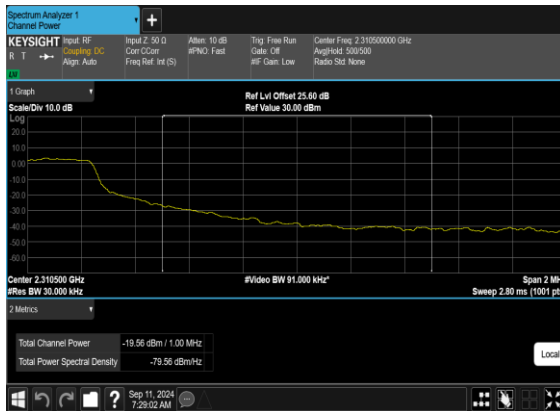 Spectrum Analyzer 1
Channel Power
KEYSIGHT
R T
LXI
Input: RF
Coupling: DC
Align: Auto
Input Z: 50 Ω
Corr CCorr
Freq Ref: Int (S)
Atten: 10 dB
#PNO: Fast
Trig: Free Run
Gate: Off
#IF Gain: Low
Center Freq: 2.310500000 GHz
Avg|Hold: 500/500
Radio Std: None
1 Graph
Scale/Div 10.0 dB
Ref Lvl Offset 25.60 dB
Ref Value 30.00 dBm
Log
20.0
10.0
0.00
-10.0
-20.0
-30.0
-40.0
-50.0
-60.0
Center 2.310500 GHz
#Res BW 30.000 kHz
#Video BW 91.000 kHz*
Span 2 MH
Sweep 2.80 ms (1001 pt
2 Metrics
Total Channel Power
-19.56 dBm / 1.00 MHz
Total Power Spectral Density
-79.56 dBm/Hz
Local
?
Sep 11, 2024
7:29:02 AM